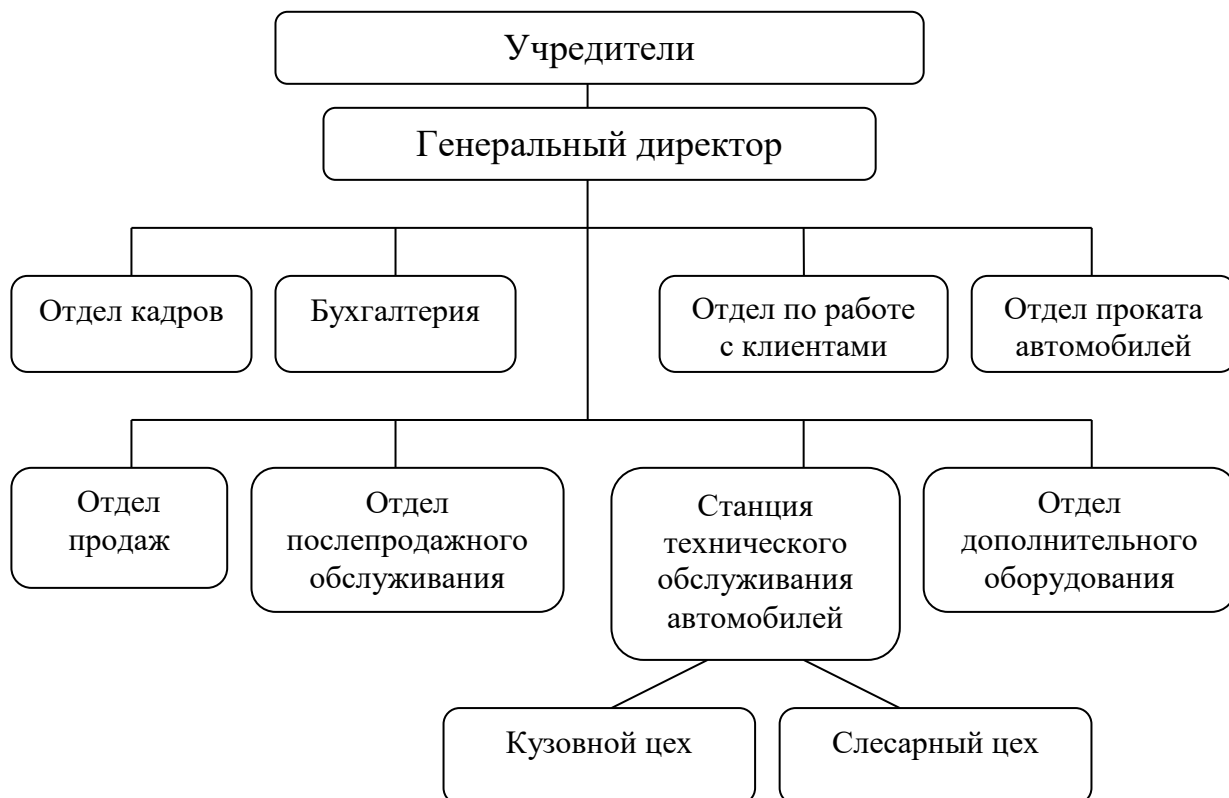 Учредители
Генеральный директор
Отдел кадров
Бухгалтерия
Отдел по работе
с клиентами
Отдел проката
автомобилей
Отдел
продаж
Отдел
послепродажного
обслуживания
Станция
технического
обслуживания
автомобилей
Отдел
дополнительного
оборудования
Кузовной цех
Слесарный цех